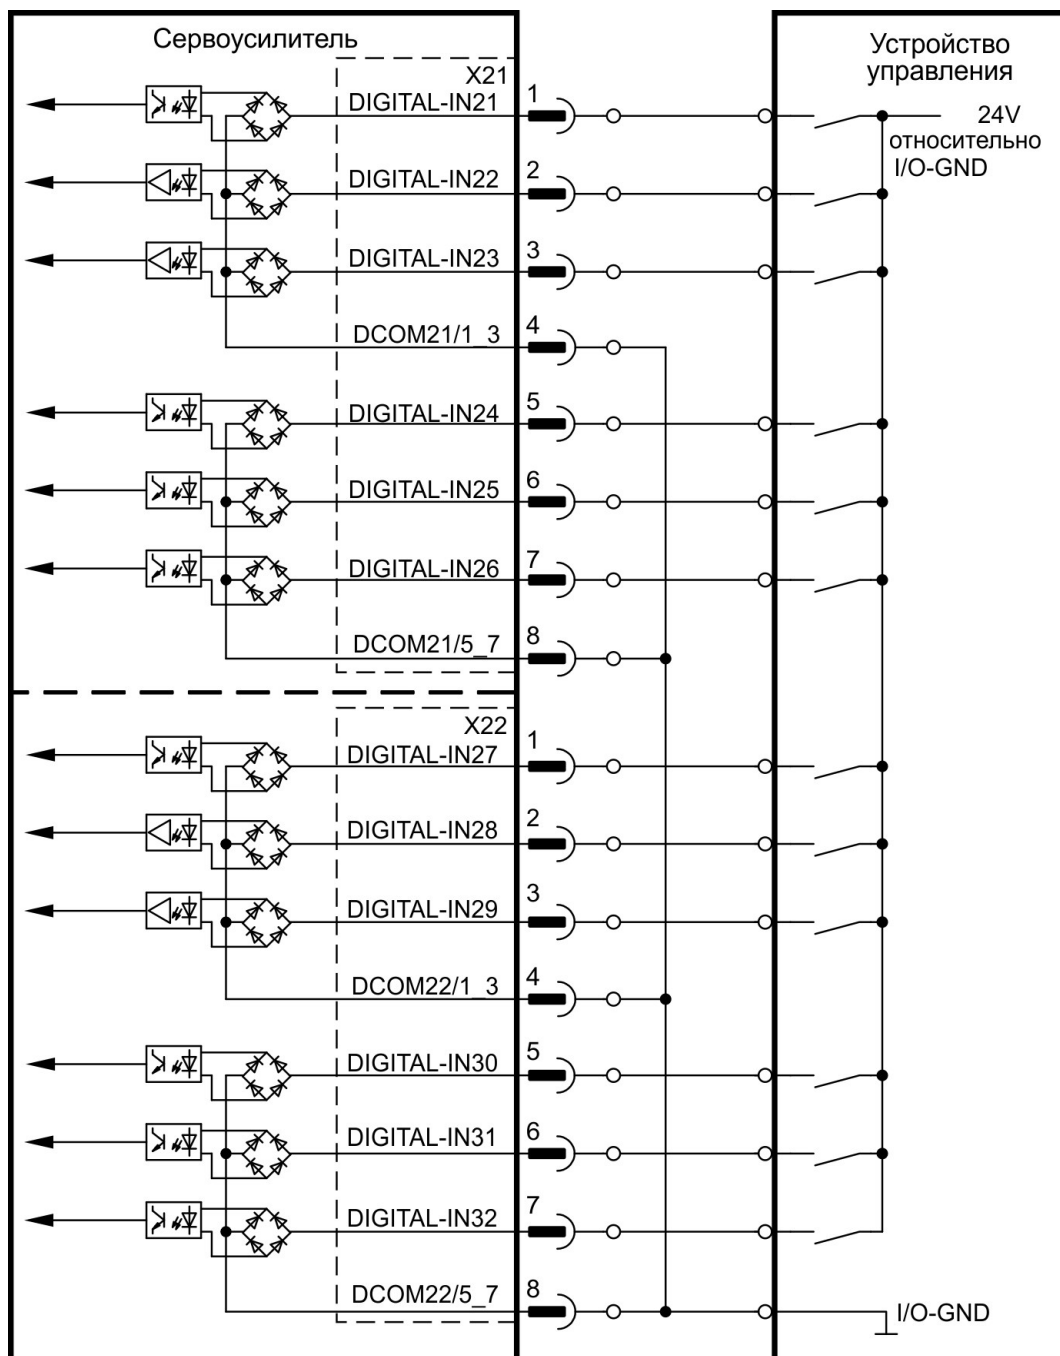 Сервоусилитель
Устройство
управления
X21
DIGITAL-IN21
1
24V
относительно
I/O-GND
DIGITAL-IN22
2
DIGITAL-IN23
3
DCOM21/1_3
4
DIGITAL-IN24
5
DIGITAL-IN25
6
DIGITAL-IN26
7
DCOM21/5_7
8
X22
DIGITAL-IN27
1
DIGITAL-IN28
2
DIGITAL-IN29
3
DCOM22/1_3
4
DIGITAL-IN30
5
DIGITAL-IN31
6
DIGITAL-IN32
7
DCOM22/5_7
8
I/O-GND